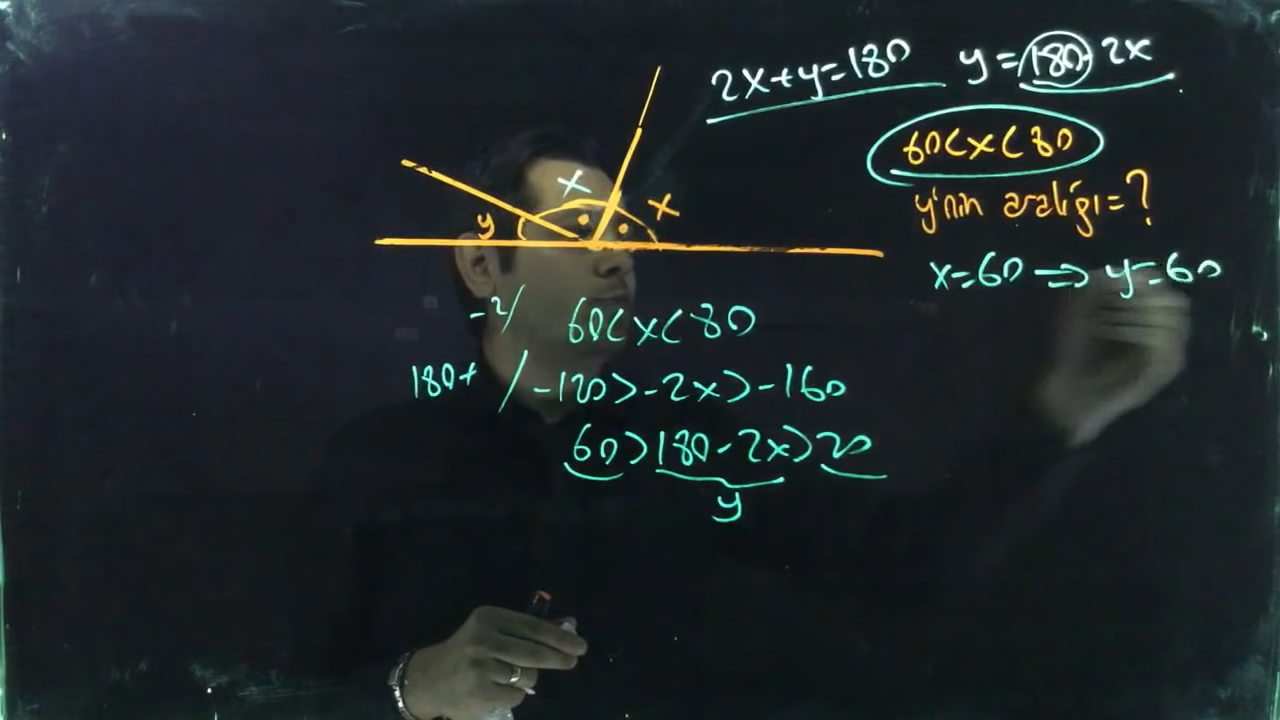 2x+y=180 y=180-2x
60<x<80
y'nin aralığı=?
x
x
y
x=60 ⇒ y=60
-2/ 60<x<80
180+ / -120>-2x>-160
60>180-2x>20
y